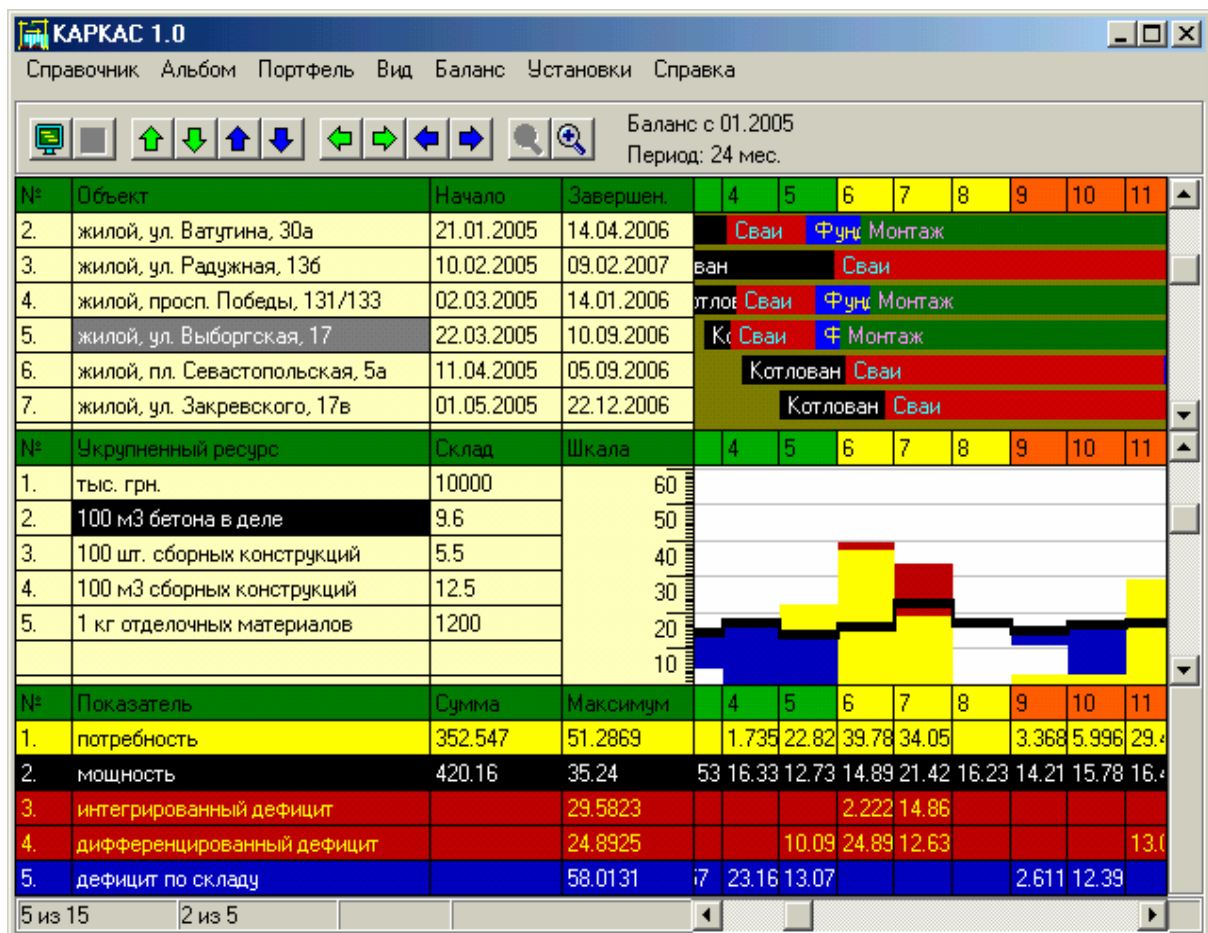 КАРКАС 1.0
Справочник Альбом Портфель Вид Баланс Установки Справка
Баланс с 01.2005
Период: 24 мес.
№ Объект Начало Завершен. 4 5 6 7 8 9 10 11
2. жилой, ул. Ватутина, 30а 21.01.2005 14.04.2006 Сваи Фунд Монтаж
3. жилой, ул. Радужная, 13б 10.02.2005 09.02.2007 ван Сваи
4. жилой, просп. Победы, 131/133 02.03.2005 14.01.2006 Сваи Фунд Монтаж
5. жилой, ул. Выборгская, 17 22.03.2005 10.09.2006 Ко Сваи Ф Монтаж
6. жилой, пл. Севастопольская, 5а 11.04.2005 05.09.2006 Котлован Сваи
7. жилой, ул. Закревского, 17в 01.05.2005 22.12.2006 Котлован Сваи
№ Укрупненный ресурс Склад Шкала 4 5 6 7 8 9 10 11
1. тыс. грн. 10000 60
2. 100 м3 бетона в деле 9.6 50
3. 100 шт. сборных конструкций 5.5 40
4. 100 м3 сборных конструкций 12.5 30
5. 1 кг отделочных материалов 1200 20
10
№ Показатель Сумма Максимум 4 5 6 7 8 9 10 11
1. потребность 352.547 51.2869 1.735 22.82 39.78 34.05 3.368 5.996 29.4
2. мощность 420.16 35.24 53 16.33 12.73 14.89 21.42 16.23 14.21 15.78 16.4
3. интегрированный дефицит 29.5823 2.222 14.86
4. дифференцированный дефицит 24.8925 10.09 24.89 12.63 13.0
5. дефицит по складу 58.0131 7 23.16 13.07 2.611 12.39
5 из 15 2 из 5